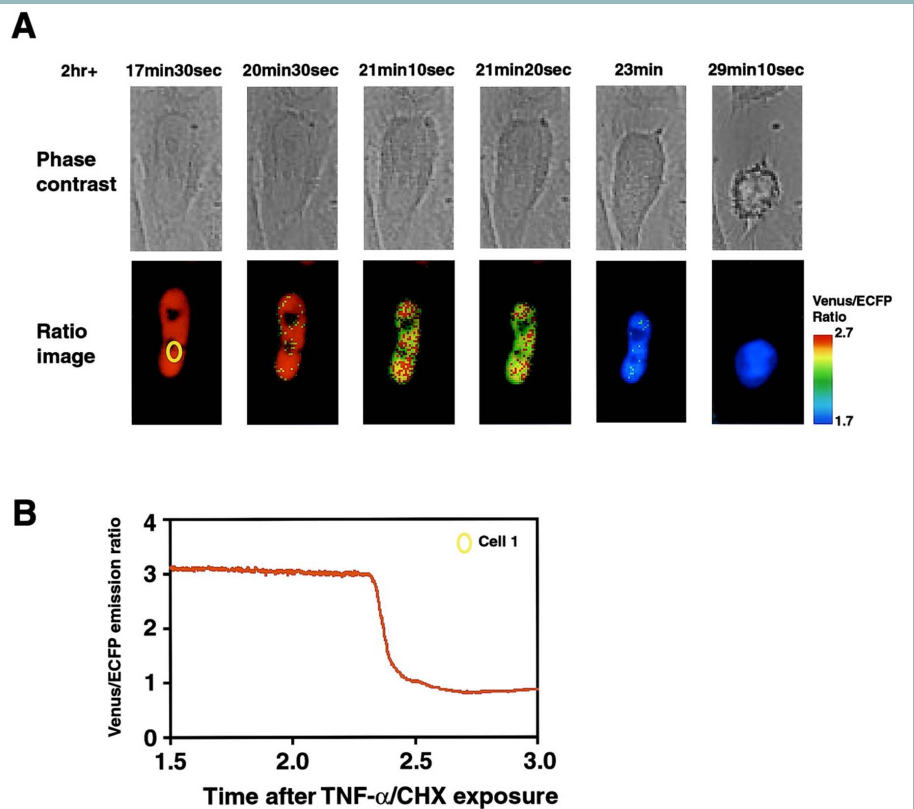 A
2hr+ 17min30sec 20min30sec 21min10sec 21min20sec 23min 29min10sec
Phase
contrast
Ratio
image
Venus/ECFP
Ratio
2.7
1.7
B
Venus/ECFP emission ratio
4
3
2
1
0
Cell 1
1.5 2.0 2.5 3.0
Time after TNF-α/CHX exposure